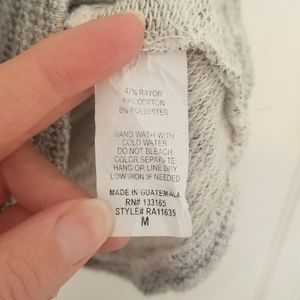 47% RAYON
45% COTTON
8% POLYESTER
HAND WASH WITH
COLD WATER
DO NOT BLEACH
COLOR SEPARATE
HANG OR LINE DRY
LOW IRON IF NEEDED
MADE IN GUATEMALA
RN# 133165
STYLE# RA11635
M